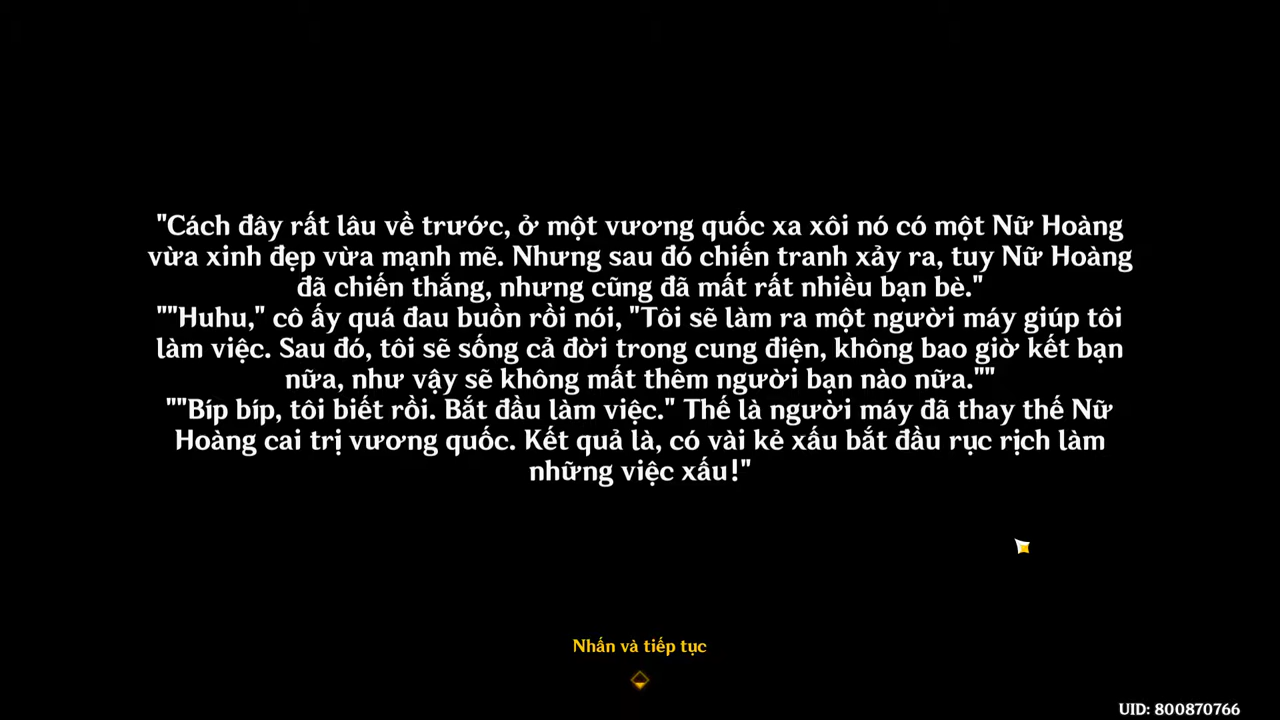 "Cách đây rất lâu về trước, ở một vương quốc xa xôi nó có một Nữ Hoàng
vừa xinh đẹp vừa mạnh mẽ. Nhưng sau đó chiến tranh xảy ra, tuy Nữ Hoàng
đã chiến thắng, nhưng cũng đã mất rất nhiều bạn bè."
""Huhu," cô ấy quá đau buồn rồi nói, "Tôi sẽ làm ra một người máy giúp tôi
làm việc. Sau đó, tôi sẽ sống cả đời trong cung điện, không bao giờ kết bạn
nữa, như vậy sẽ không mất thêm người bạn nào nữa.""
""Bíp bíp, tôi biết rồi. Bắt đầu làm việc." Thế là người máy đã thay thế Nữ
Hoàng cai trị vương quốc. Kết quả là, có vài kẻ xấu bắt đầu rục rịch làm
những việc xấu!"
Nhấn và tiếp tục
UID: 800870766